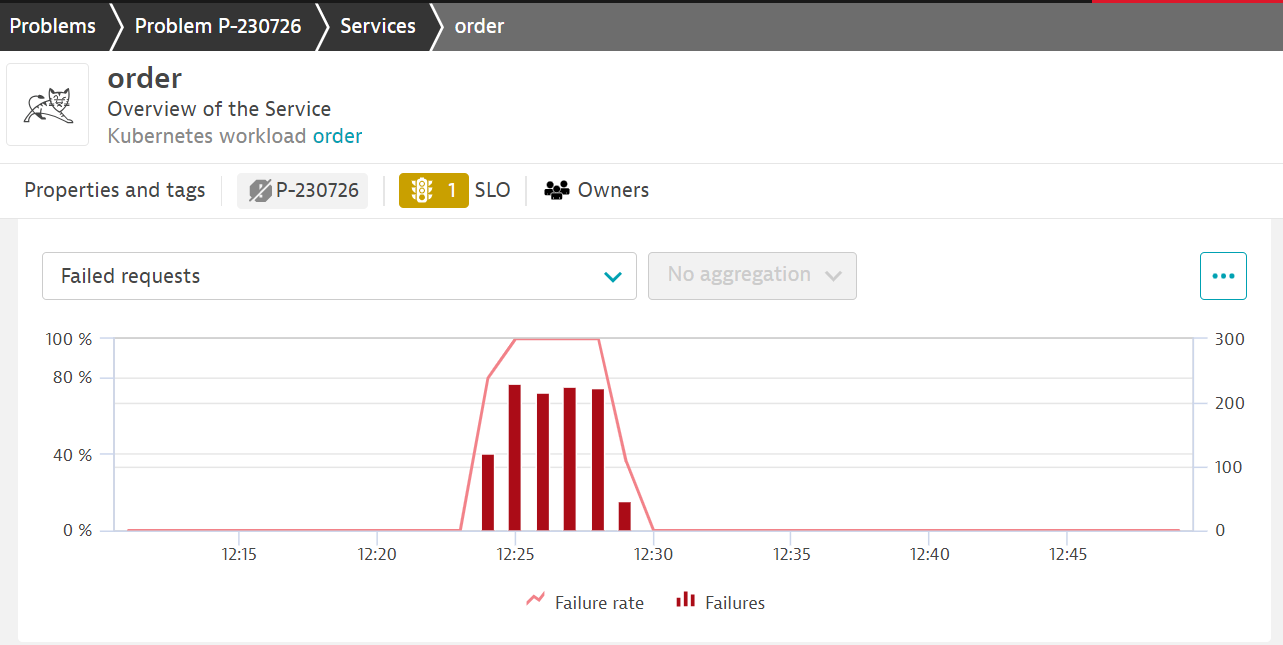 Problems Problem P-230726 Services order
order
Overview of the Service
Kubernetes workload order
Properties and tags P-230726 1 SLO Owners
Failed requests No aggregation
100 % 300
80 %
200
40 %
100
0 % 0
12:15 12:20 12:25 12:30 12:35 12:40 12:45
Failure rate Failures